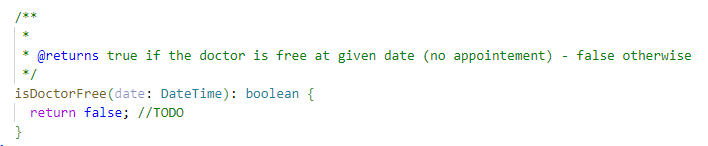 /**
*
* @returns true if the doctor is free at given date (no appointement) - false otherwise
*/
isDoctorFree(date: DateTime): boolean {
return false; //TODO
}